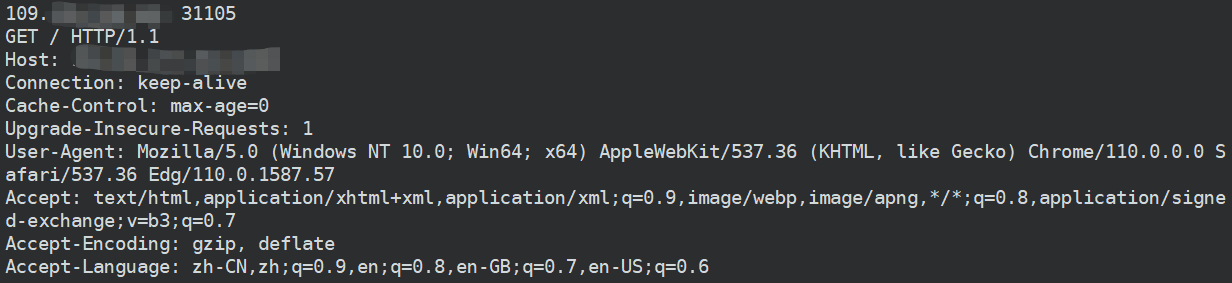 109. 31105
GET / HTTP/1.1
Host:
Connection: keep-alive
Cache-Control: max-age=0
Upgrade-Insecure-Requests: 1
User-Agent: Mozilla/5.0 (Windows NT 10.0; Win64; x64) AppleWebKit/537.36 (KHTML, like Gecko) Chrome/110.0.0.0 S
afari/537.36 Edg/110.0.1587.57
Accept: text/html,application/xhtml+xml,application/xml;q=0.9,image/webp,image/apng,*/*;q=0.8,application/signe
d-exchange;v=b3;q=0.7
Accept-Encoding: gzip, deflate
Accept-Language: zh-CN,zh;q=0.9,en;q=0.8,en-GB;q=0.7,en-US;q=0.6